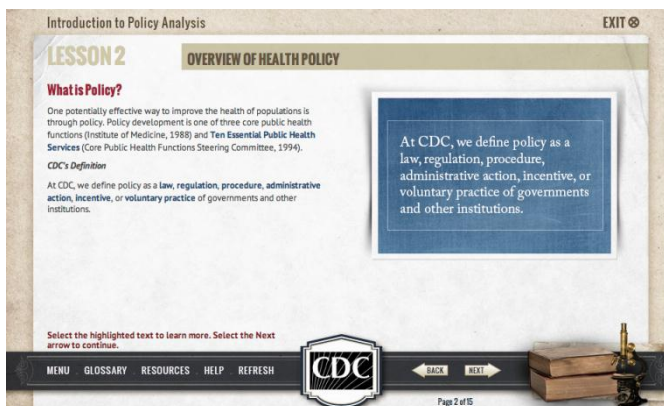 Introduction to Policy Analysis
EXIT
LESSON 2
OVERVIEW OF HEALTH POLICY
What is Policy?
One potentially effective way to improve the health of populations is
through policy. Policy development is one of three core public health
functions (Institute of Medicine, 1988) and Ten Essential Public Health
Services (Core Public Health Functions Steering Committee, 1994).
CDC's Definition
At CDC, we define policy as a law, regulation, procedure, administrative
action, incentive, or voluntary practice of governments and other
institutions.
At CDC, we define policy as a
law, regulation, procedure,
administrative action, incentive, or
voluntary practice of governments
and other institutions.
Select the highlighted text to learn more. Select the Next
arrow to continue.
MENU . GLOSSARY . RESOURCES . HELP . REFRESH
CDC
BACK
NEXT
Page 2 of 15